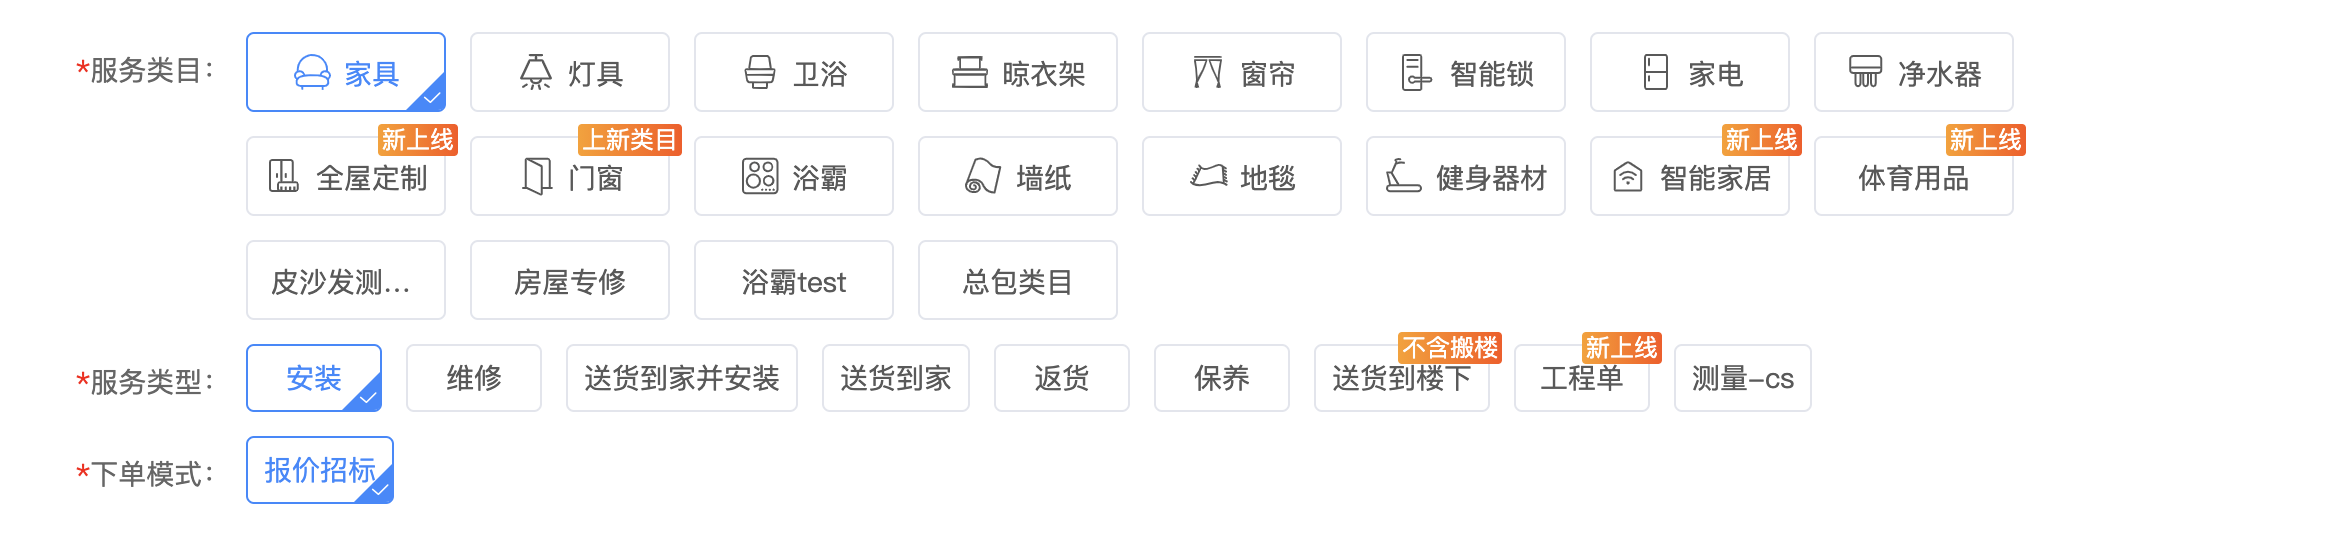 *服务类目： 家具 灯具 卫浴 晾衣架 窗帘 智能锁 家电 净水器
新上线 上新类目 新上线 新上线
全屋定制 门窗 浴霸 墙纸 地毯 健身器材 智能家居 体育用品
皮沙发测... 房屋专修 浴霸test 总包类目
不含搬楼 新上线
*服务类型： 安装 维修 送货到家并安装 送货到家 返货 保养 送货到楼下 工程单 测量-cs
*下单模式： 报价招标